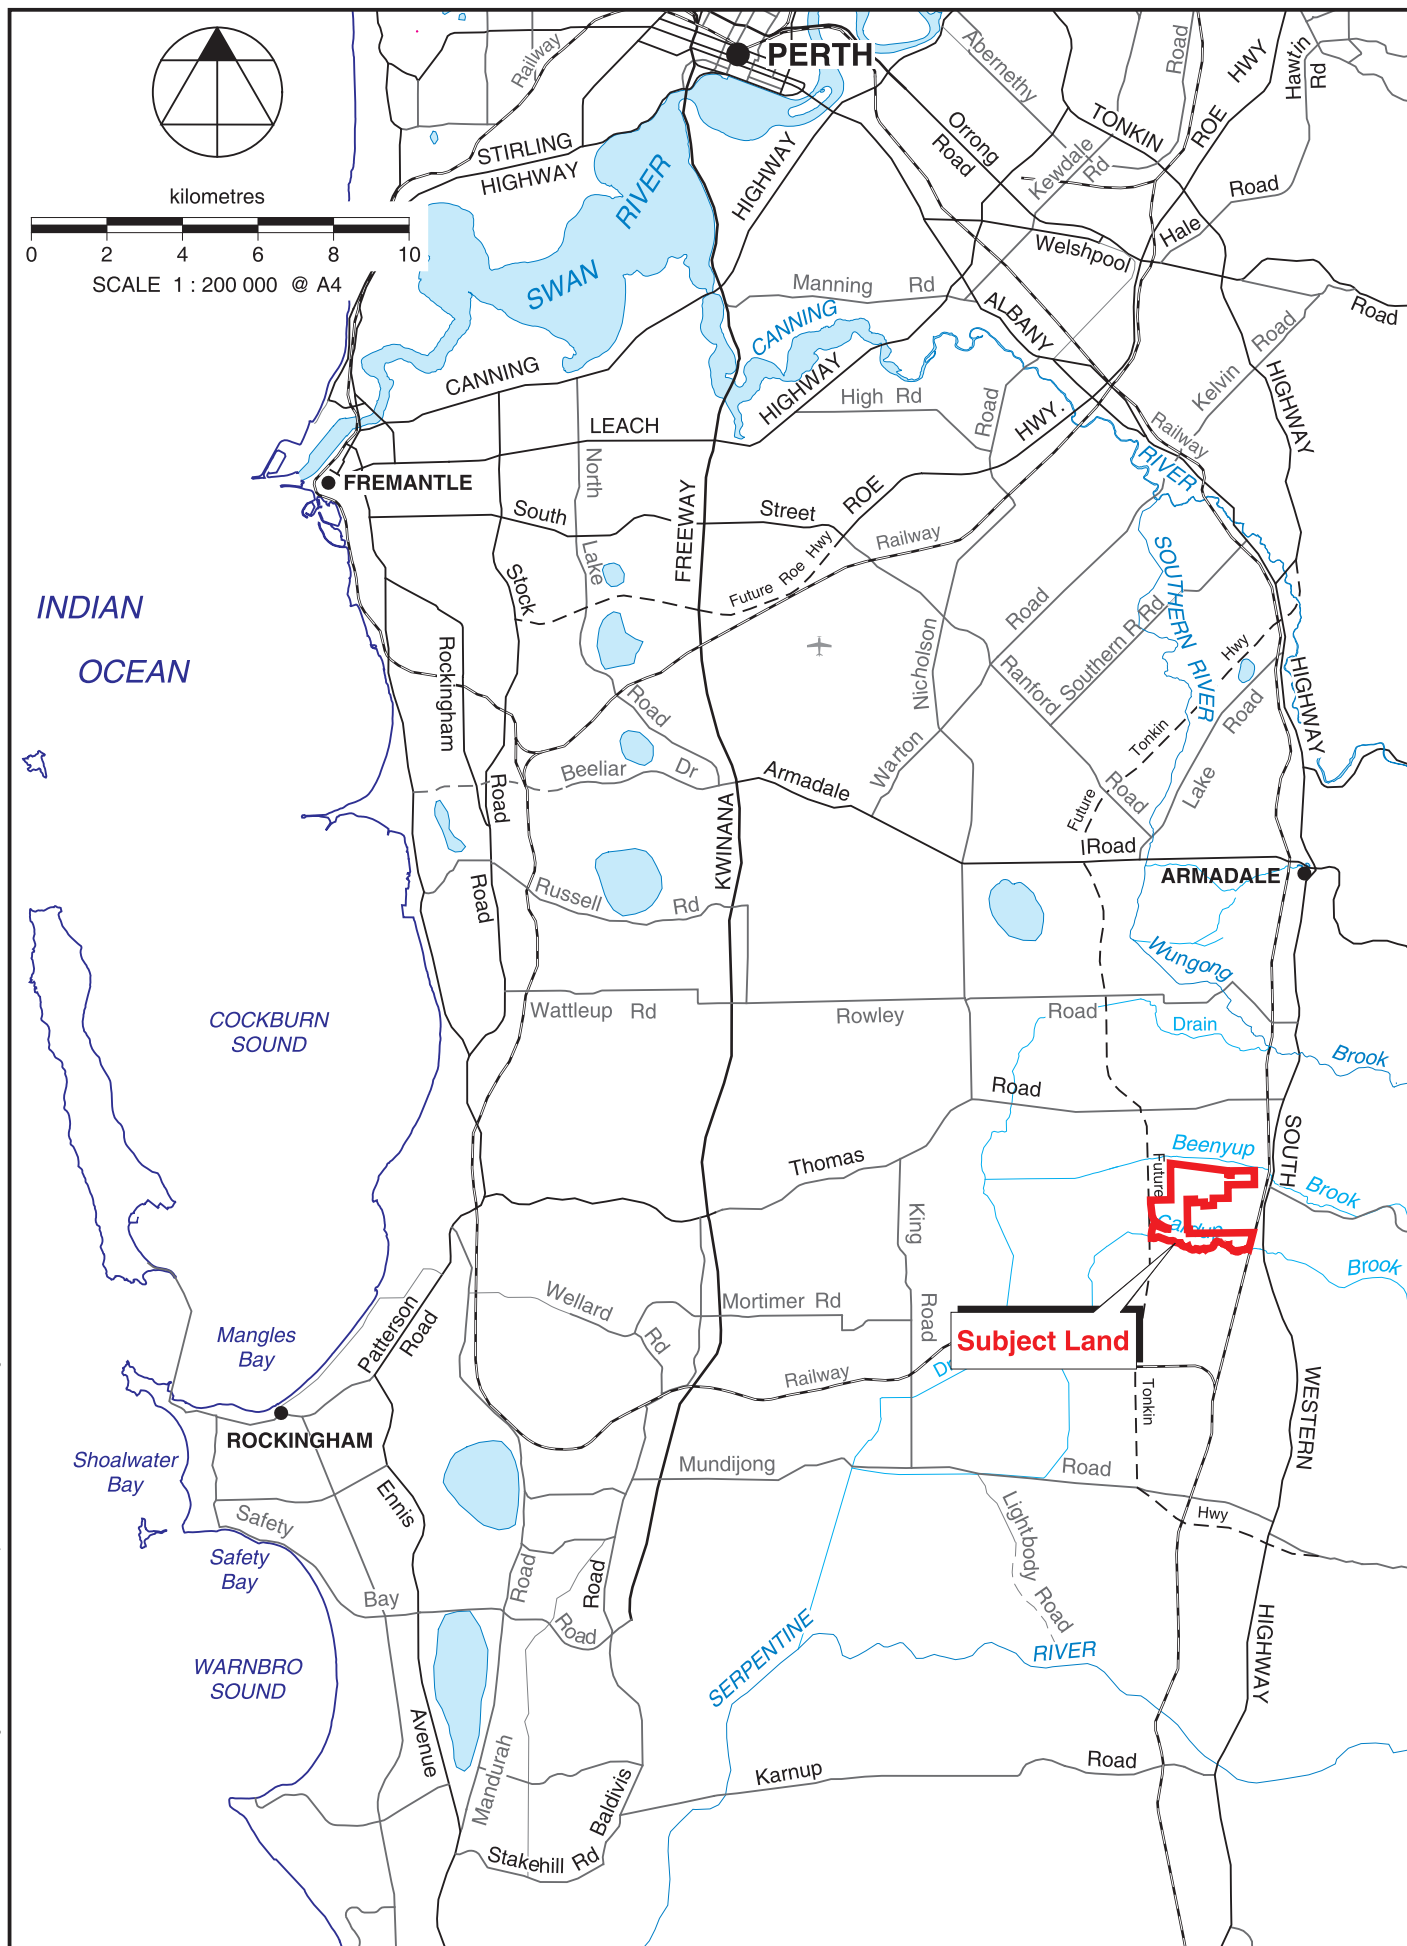 PERTH
Railway
Abernethy
Road
HWY
Hawtin
Rd
ROE
TONKIN
Orrong
Road
Kewdale
Rd
STIRLING
HIGHWAY
RIVER
SWAN
HIGHWAY
Road
Hale
Welshpool
Road
kilometres
0 2 4 6 8 10
SCALE 1 : 200 000 @ A4
Manning Rd
ALBANY
CANNING
Road
Kelvin
HIGHWAY
CANNING
HIGHWAY
High Rd
Road
HWY.
Railway
RIVER
LEACH
FREMANTLE
North
Lake
Road
South Street
FREEWAY
ROE
Railway
Future Roe Hwy
Stock
Road
SOUTHERN RIVER
INDIAN
OCEAN
Rockingham
Road
Nicholson
Road
Warton
Ranford
Road
Southern R Rd
Hwy
Tonkin
Future
Lake
Road
HIGHWAY
Beeliar Dr
Armadale
Road
KWINANA
ARMADALE
Russell Rd
Wungong
Brook
COCKBURN
SOUND
Wattleup Rd
Rowley
Road
Drain
Road
Thomas
SOUTH
Beenyup
Brook
Future
Cardup
Brook
King
Road
Wellard
Rd
Mortimer Rd
Subject Land
Patterson
Road
Mangles
Bay
Railway
Dr
Tonkin
WESTERN
ROCKINGHAM
Shoalwater
Bay
Mundijong
Road
Hwy
Ennis
Avenue
Safety
Bay
Road
Safety
Bay
Lightbody Road
Road
Road
WARNBRO
SOUND
SERPENTINE
RIVER
HIGHWAY
Mandurah
Baldivis
Karnup
Road
Stakehill Rd